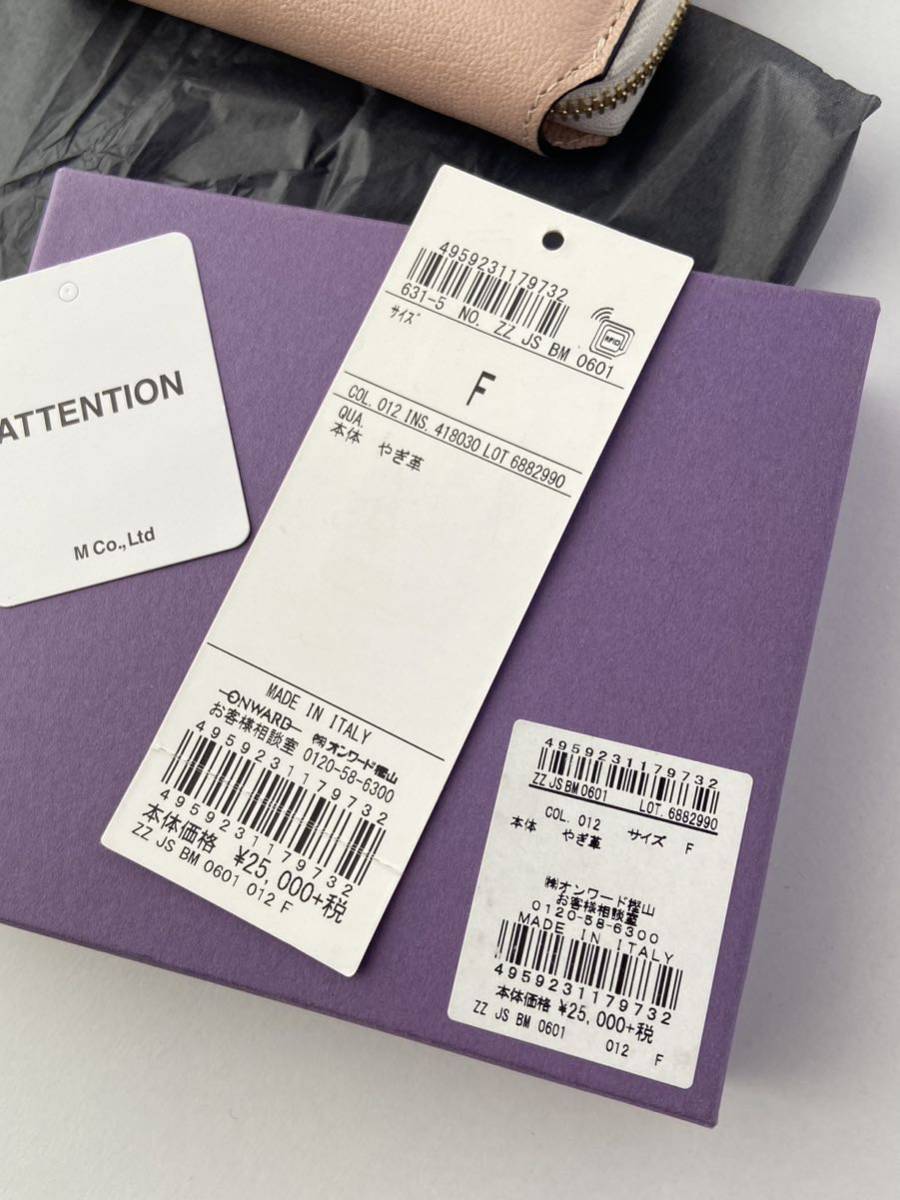 ATTENTION
M Co.,Ltd
4959231179732
631-5 NO. ZZ JS BM 0601
サイズ
RFID
F
COL. 012 INS. 418030 LOT 6882990
QUA.
本体 やぎ革
MADE IN ITALY
ONWARD ㈱オンワード樫山
お客様相談室 0120-58-6300
4959231179732
4959231179732
本体価格 ¥25,000+税
ZZ JS BM 0601 012 F
4959231179732
ZZ JS BM 0601 LOT. 6882990
COL. 012 サイズ F
本体 やぎ革
㈱オンワード樫山
お客様相談室
0120-58-6300
MADE IN ITALY
4959231179732
本体価格 ¥25,000+税
ZZ JS BM 0601 012 F